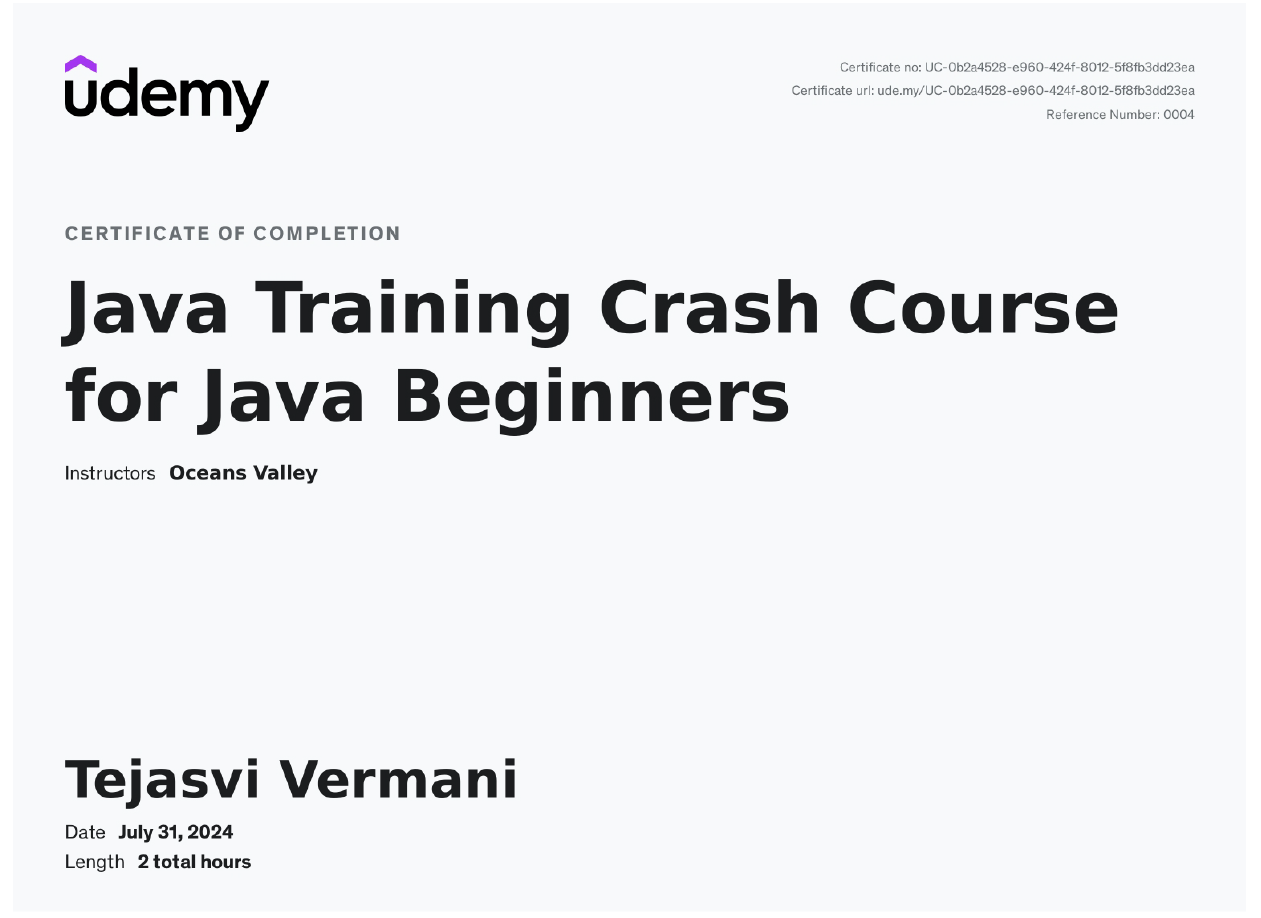 udemy
Certificate no: UC-0b2a4528-e960-424f-8012-5f8fb3dd23ea
Certificate url: ude.my/UC-0b2a4528-e960-424f-8012-5f8fb3dd23ea
Reference Number: 0004
CERTIFICATE OF COMPLETION
Java Training Crash Course
for Java Beginners
Instructors Oceans Valley
Tejasvi Vermani
Date July 31, 2024
Length 2 total hours